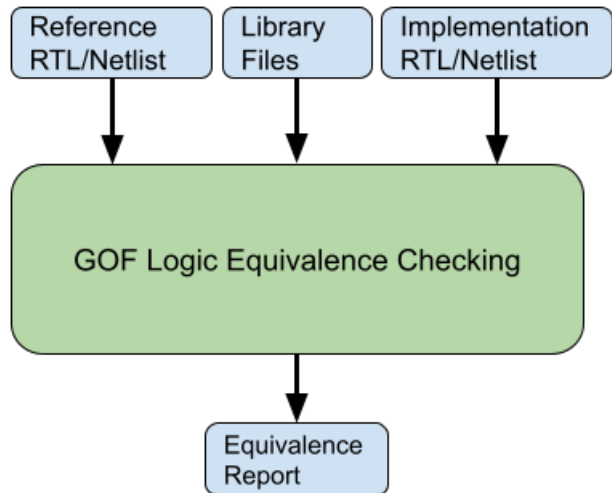 Reference
RTL/Netlist
Library
Files
Implementation
RTL/Netlist
GOF Logic Equivalence Checking
Equivalence
Report